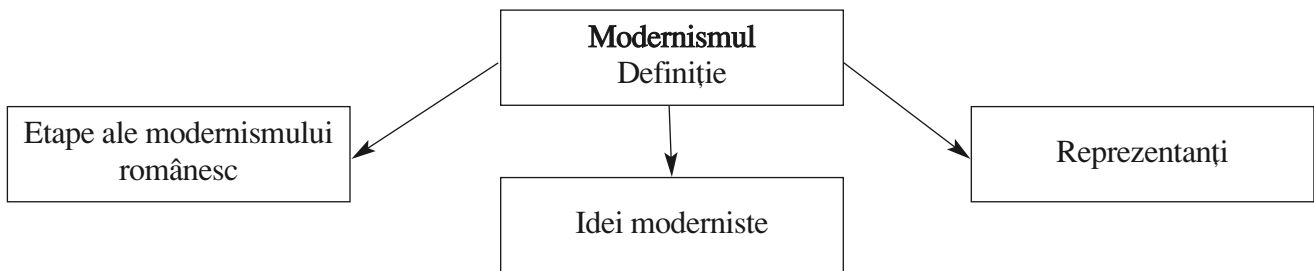 Modernismul
Definiție
Etape ale modernismului
românesc
Reprezentanți
Idei moderniste